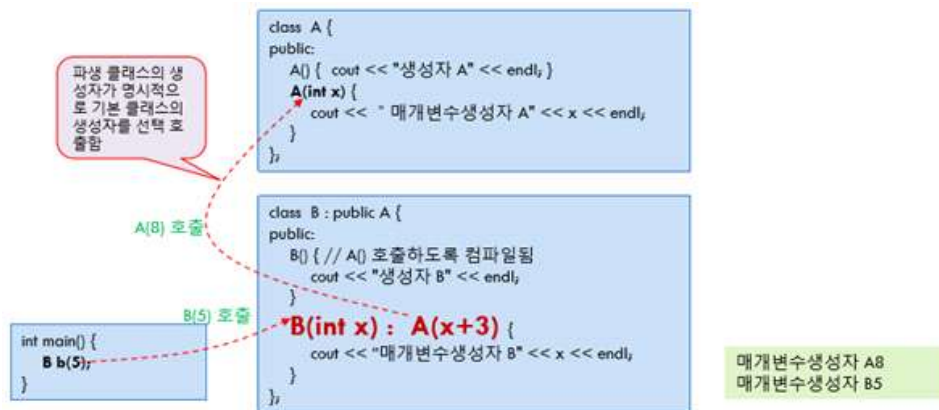 class A {
public:
A() { cout << "생성자 A" << endl; }
A(int x) {
cout << " 매개변수생성자 A" << x << endl;
}
};
파생 클래스의 생
성자가 명시적으
로 기본 클래스의
생성자를 선택 호
출함
A(8) 호출
class B : public A {
public:
B() { // A() 호출하도록 컴파일됨
cout << "생성자 B" << endl;
}
B(int x) : A(x+3) {
cout << "매개변수생성자 B" << x << endl;
}
};
B(5) 호출
int main() {
B b(5);
}
매개변수생성자 A8
매개변수생성자 B5